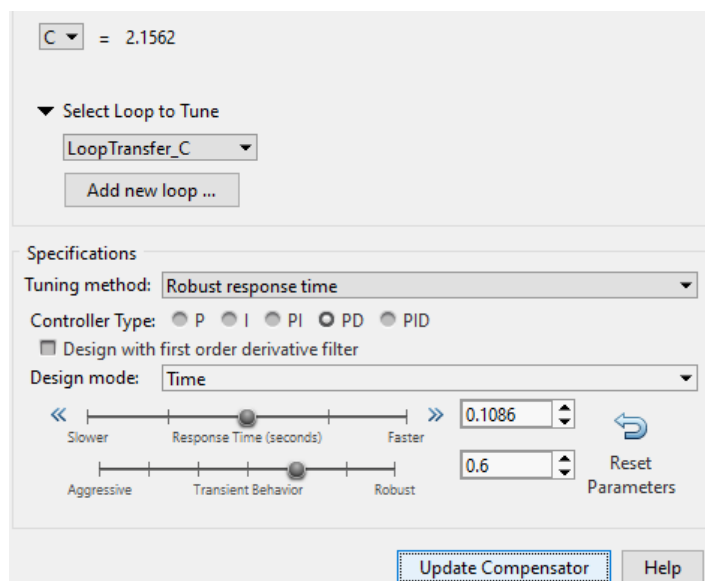 C = 2.1562
Select Loop to Tune
LoopTransfer_C
Add new loop ...
Specifications
Tuning method: Robust response time
Controller Type: P I PI PD PID
Design with first order derivative filter
Design mode: Time
0.1086
Slower Response Time (seconds) Faster
0.6
Reset
Parameters
Aggressive Transient Behavior Robust
Update Compensator Help